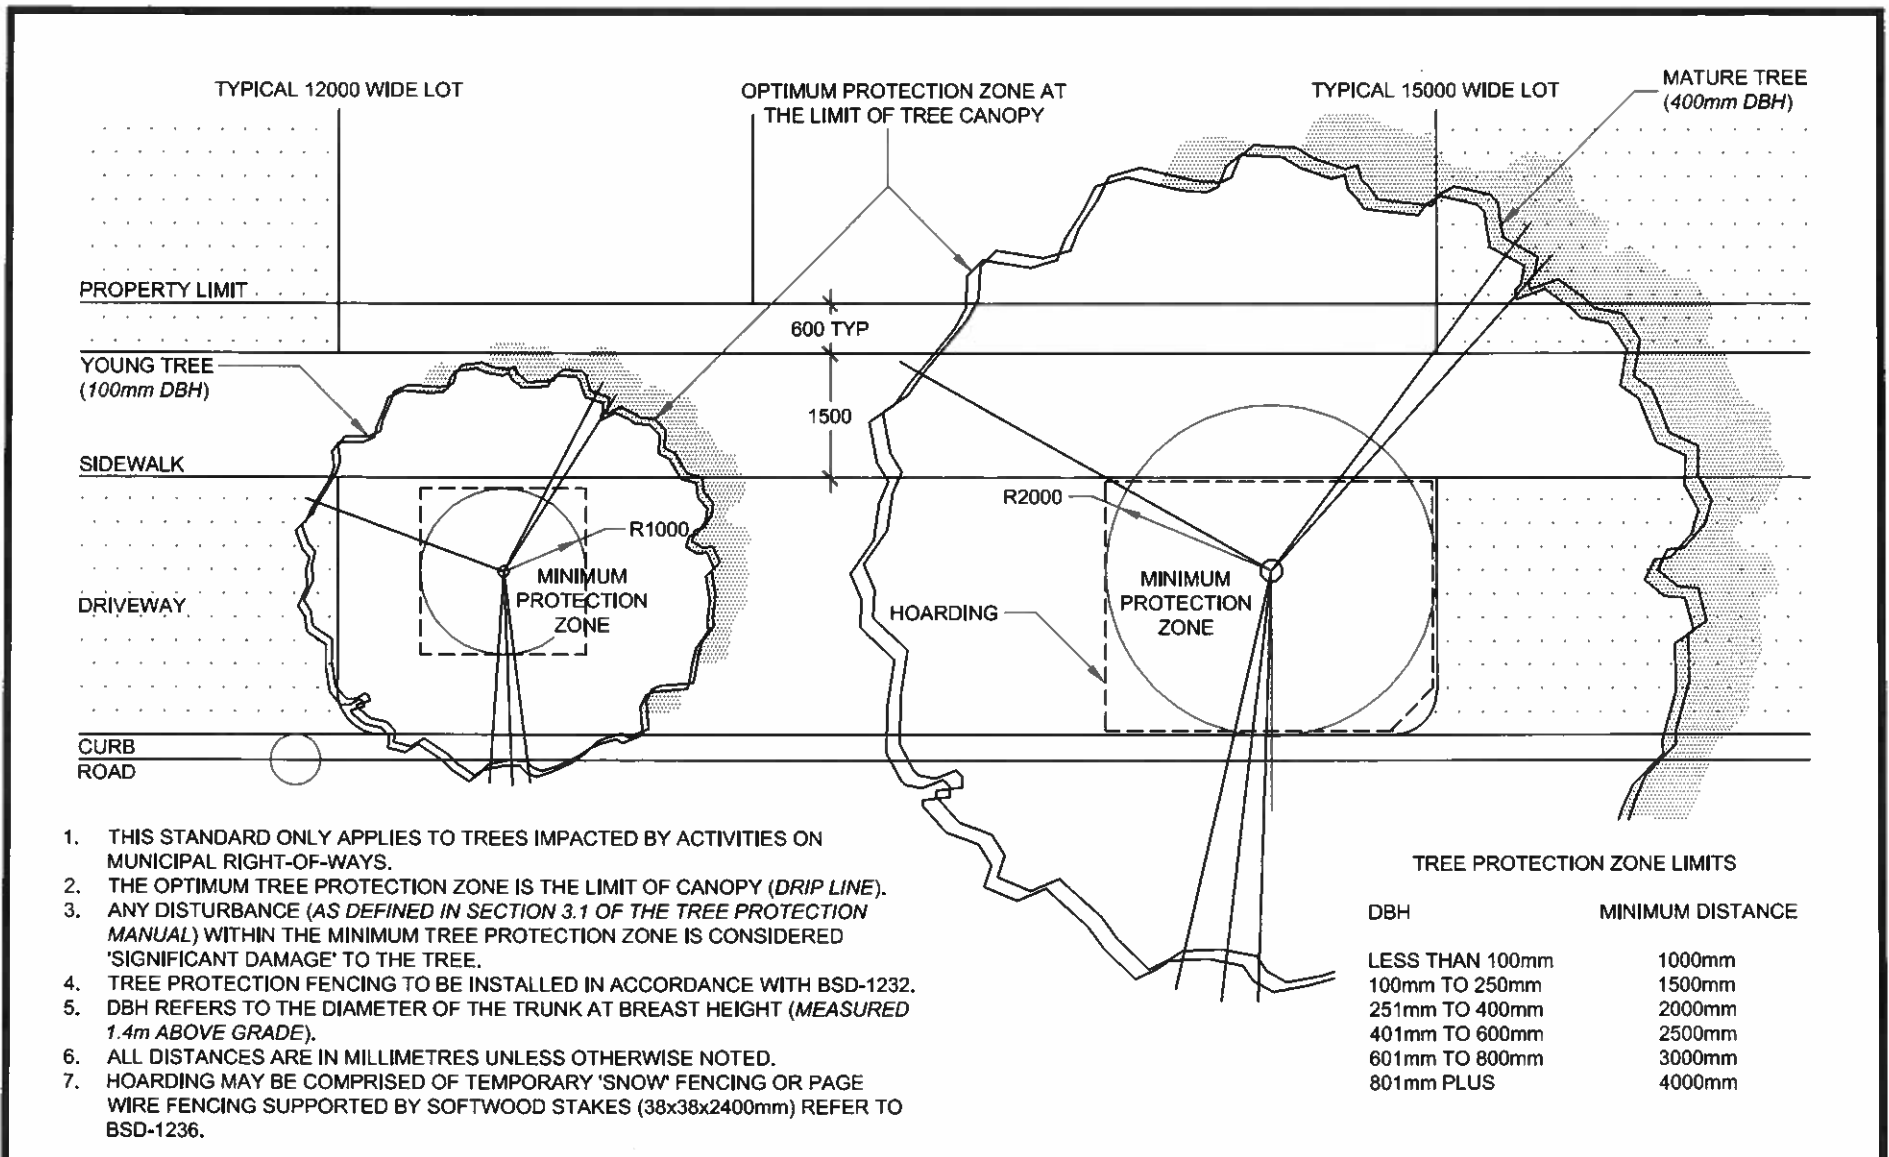 TYPICAL 12000 WIDE LOT
OPTIMUM PROTECTION ZONE AT
THE LIMIT OF TREE CANOPY
TYPICAL 15000 WIDE LOT
MATURE TREE
(400mm DBH)
PROPERTY LIMIT
600 TYP
YOUNG TREE
(100mm DBH)
1500
SIDEWALK
R2000
R1000
MINIMUM
PROTECTION
ZONE
MINIMUM
PROTECTION
ZONE
DRIVEWAY
HOARDING
CURB
ROAD
1. THIS STANDARD ONLY APPLIES TO TREES IMPACTED BY ACTIVITIES ON
MUNICIPAL RIGHT-OF-WAYS.
2. THE OPTIMUM TREE PROTECTION ZONE IS THE LIMIT OF CANOPY (DRIP LINE).
3. ANY DISTURBANCE (AS DEFINED IN SECTION 3.1 OF THE TREE PROTECTION
MANUAL) WITHIN THE MINIMUM TREE PROTECTION ZONE IS CONSIDERED
'SIGNIFICANT DAMAGE' TO THE TREE.
4. TREE PROTECTION FENCING TO BE INSTALLED IN ACCORDANCE WITH BSD-1232.
5. DBH REFERS TO THE DIAMETER OF THE TRUNK AT BREAST HEIGHT (MEASURED
1.4m ABOVE GRADE).
6. ALL DISTANCES ARE IN MILLIMETRES UNLESS OTHERWISE NOTED.
7. HOARDING MAY BE COMPRISED OF TEMPORARY 'SNOW' FENCING OR PAGE
WIRE FENCING SUPPORTED BY SOFTWOOD STAKES (38x38x2400mm) REFER TO
BSD-1236.
TREE PROTECTION ZONE LIMITS
DBH MINIMUM DISTANCE
LESS THAN 100mm 1000mm
100mm TO 250mm 1500mm
251mm TO 400mm 2000mm
401mm TO 600mm 2500mm
601mm TO 800mm 3000mm
801mm PLUS 4000mm